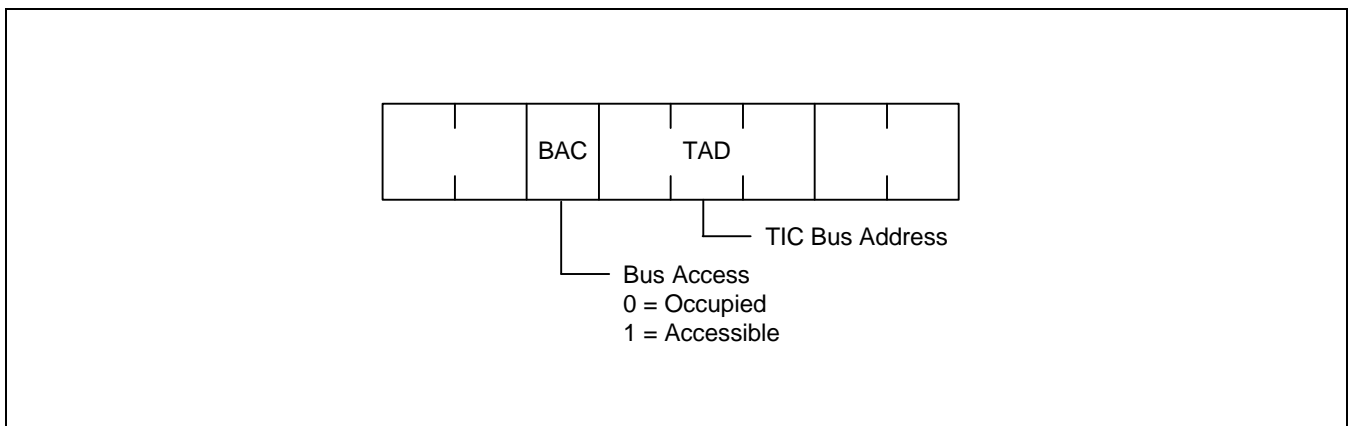 BAC
TAD
TIC Bus Address
Bus Access
0 = Occupied
1 = Accessible